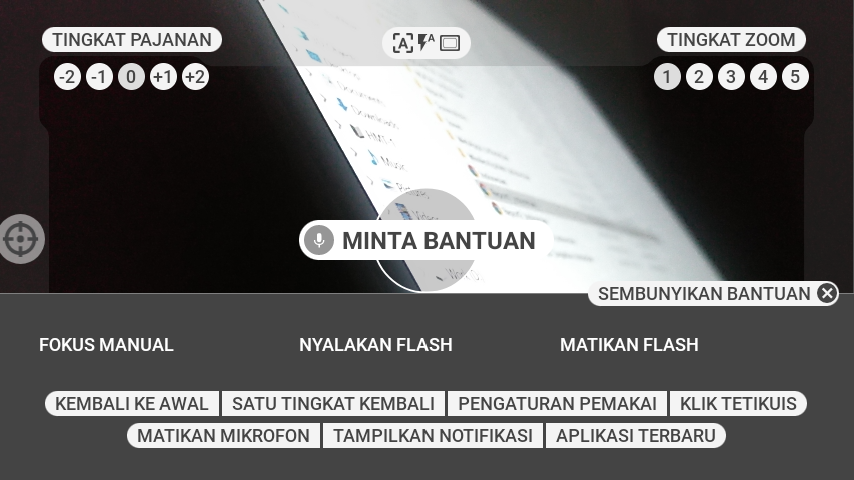 TINGKAT PAJANAN
A
A
TINGKAT ZOOM
-2 -1 0 +1 +2
1 2 3 4 5
MINTA BANTUAN
SEMBUNYIKAN BANTUAN
FOKUS MANUAL
NYALAKAN FLASH
MATIKAN FLASH
KEMBALI KE AWAL
SATU TINGKAT KEMBALI
PENGATURAN PEMAKAI
KLIK TETIKUIS
MATIKAN MIKROFON
TAMPILKAN NOTIFIKASI
APLIKASI TERBARU